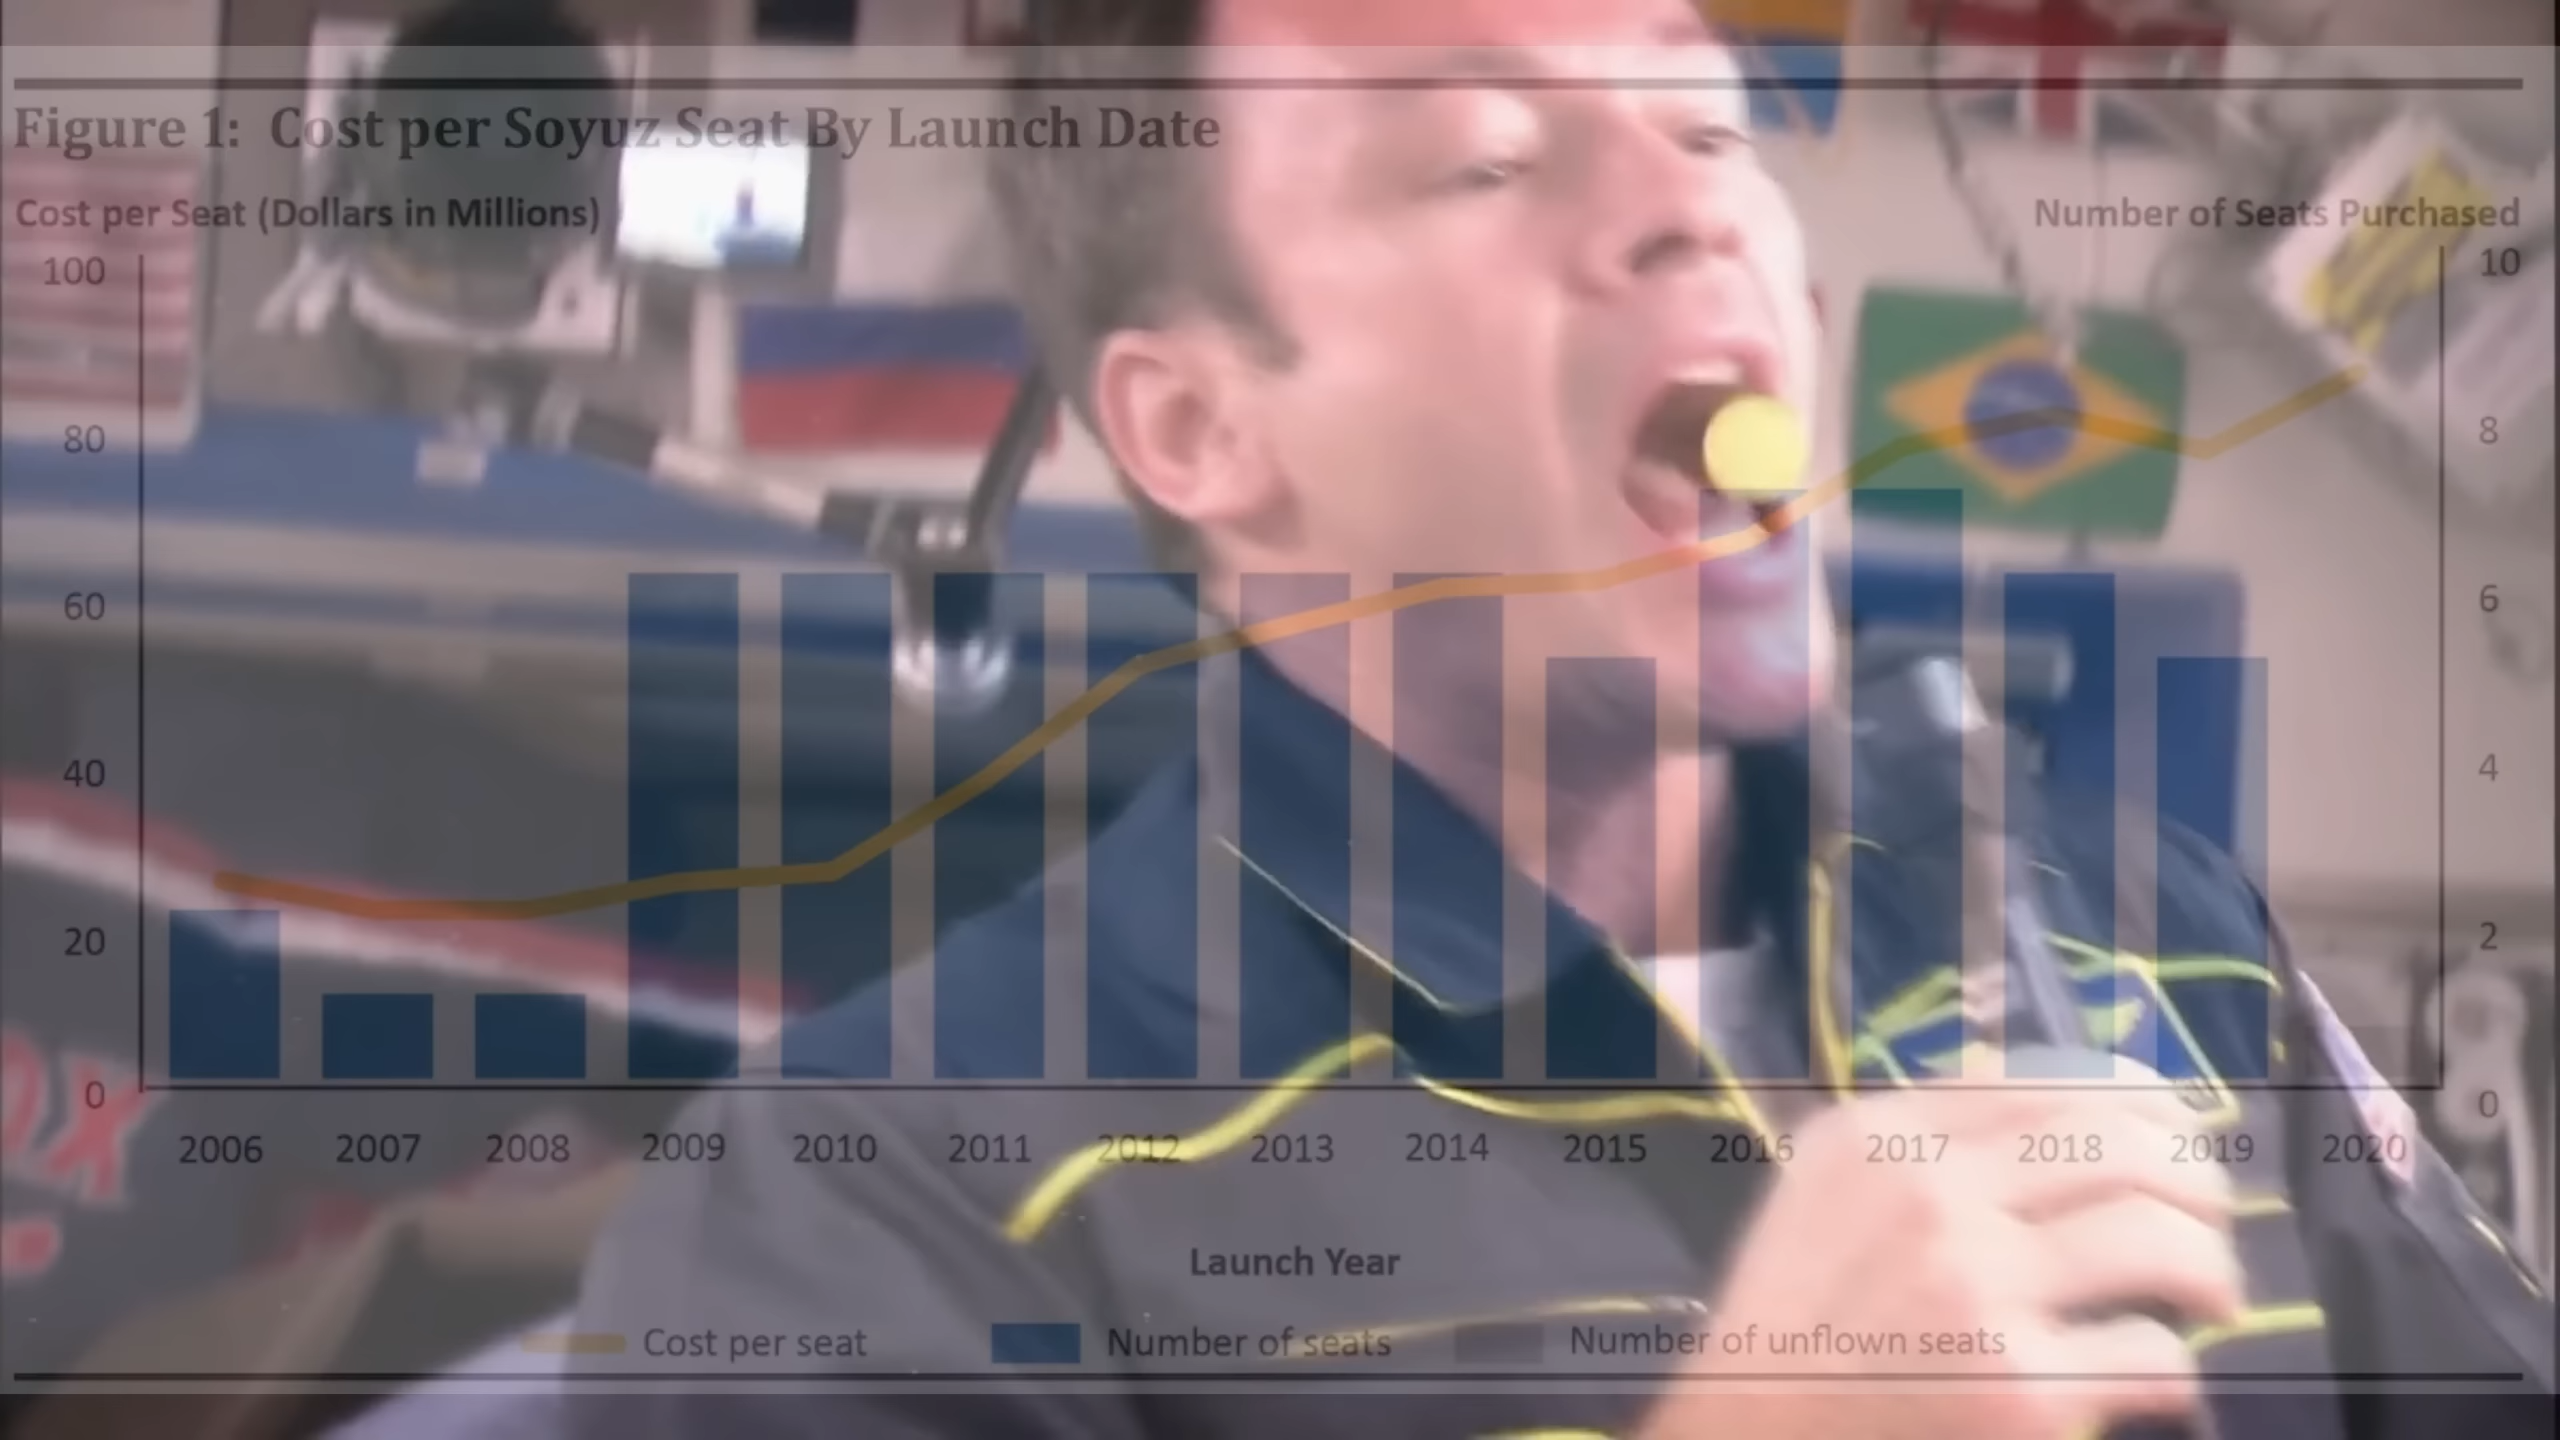 Figure 1: Cost per Soyuz Seat By Launch Date
Cost per Seat (Dollars in Millions)
Number of Seats Purchased
100
80
60
40
20
0
10
8
6
4
2
0
2006 2007 2008 2009 2010 2011 2012 2013 2014 2015 2016 2017 2018 2019 2020
Launch Year
Cost per seat Number of seats Number of unflown seats
OX